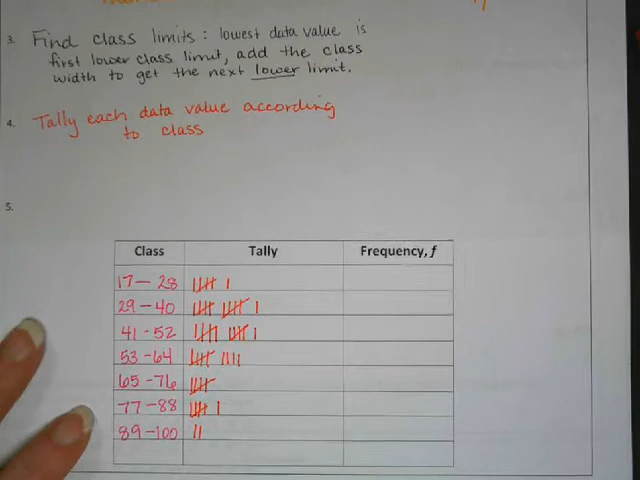 3. Find class limits: lowest data value is
first lower class limit, add the class
width to get the next lower limit.
4. Tally each data value according
to class
5.
Class Tally Frequency, f
17 — 28
29 – 40
41 - 52
53 - 64
65 - 76
77 - 88
89 - 100